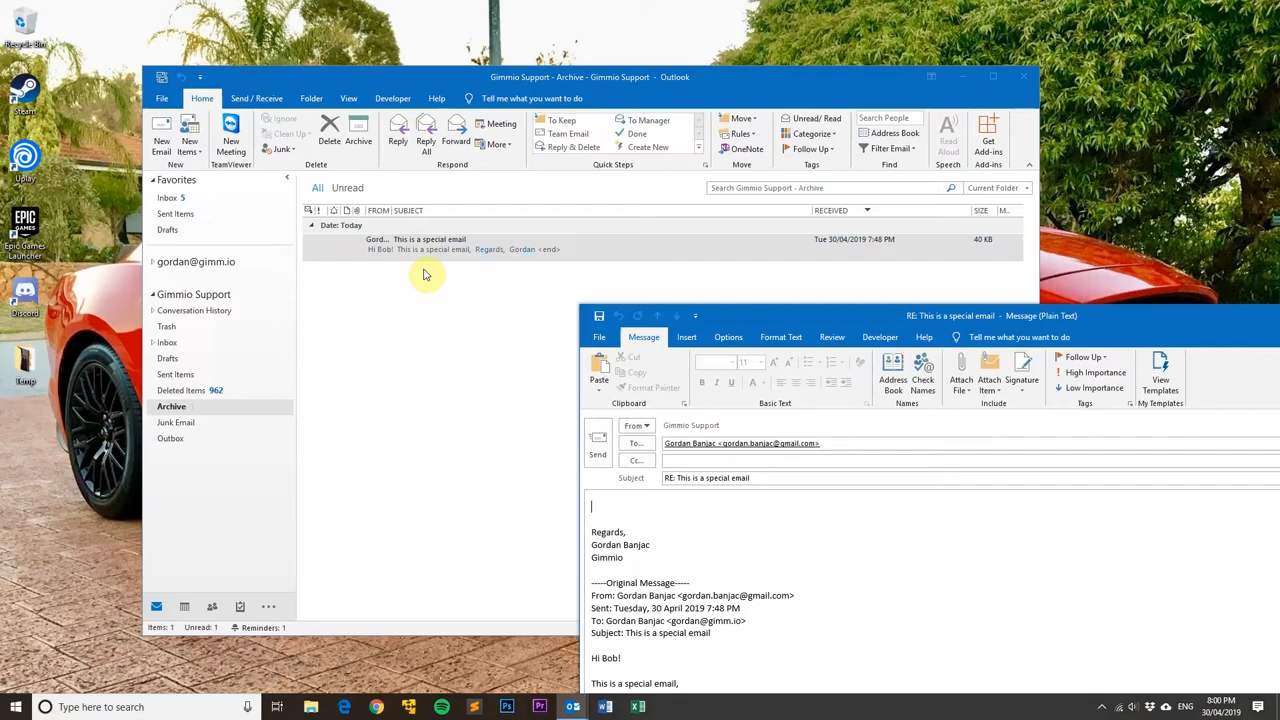 Recycle Bin
Steam
Uplay
EPIC GAMES
Epic Games Launcher
Discord
Temp
Gimmio Support - Archive - Gimmio Support - Outlook
File Home Send / Receive Folder View Developer Help Tell me what you want to do
New Email
New Items
New
New Meeting
TeamViewer
Ignore
Clean Up
Junk
Delete
Archive
Delete
Reply
Reply All
Forward
Meeting
More
Respond
To Keep
Team Email
Reply & Delete
To Manager
Done
Create New
Quick Steps
Move
Rules
OneNote
Move
Unread/ Read
Categorize
Follow Up
Tags
Search People
Address Book
Filter Email
Find
Read Aloud
Speech
Get Add-ins
Add-ins
Favorites
Inbox 5
Sent Items
Drafts
gordan@gimm.io
Gimmio Support
Conversation History
Trash
Inbox
Drafts
Sent Items
Deleted Items 962
Archive
Junk Email
Outbox
All Unread
Search Gimmio Support - Archive
Current Folder
! FROM SUBJECT RECEIVED SIZE M...
Date: Today
Gord... This is a special email Tue 30/04/2019 7:48 PM 40 KB
Hi Bob! This is a special email, Regards, Gordan <end>
Items: 1 Unread: 1 Reminders: 1
RE: This is a special email - Message (Plain Text)
File Message Insert Options Format Text Review Developer Help Tell me what you want to do
Paste
Cut
Copy
Format Painter
Clipboard
11
B I U A
Basic Text
Address Book
Check Names
Names
Attach File
Attach Item
Signature
Include
Follow Up
High Importance
Low Importance
Tags
View Templates
My Templates
Send
From Gimmio Support
To... Gordan Banjac <gordan.banjac@gmail.com>
Cc...
Subject RE: This is a special email
Regards,
Gordan Banjac
Gimmio
-----Original Message-----
From: Gordan Banjac <gordan.banjac@gmail.com>
Sent: Tuesday, 30 April 2019 7:48 PM
To: Gordan Banjac <gordan@gimm.io>
Subject: This is a special email
Hi Bob!
This is a special email,
Type here to search
Ps
Pr
ENG
8:00 PM
30/04/2019